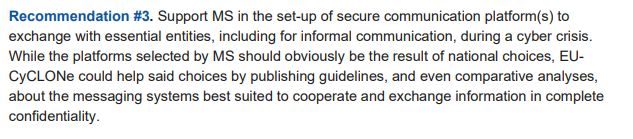 Recommendation #3. Support MS in the set-up of secure communication platform(s) to
exchange with essential entities, including for informal communication, during a cyber crisis.
While the platforms selected by MS should obviously be the result of national choices, EU-
CyCLONe could help said choices by publishing guidelines, and even comparative analyses,
about the messaging systems best suited to cooperate and exchange information in complete
confidentiality.